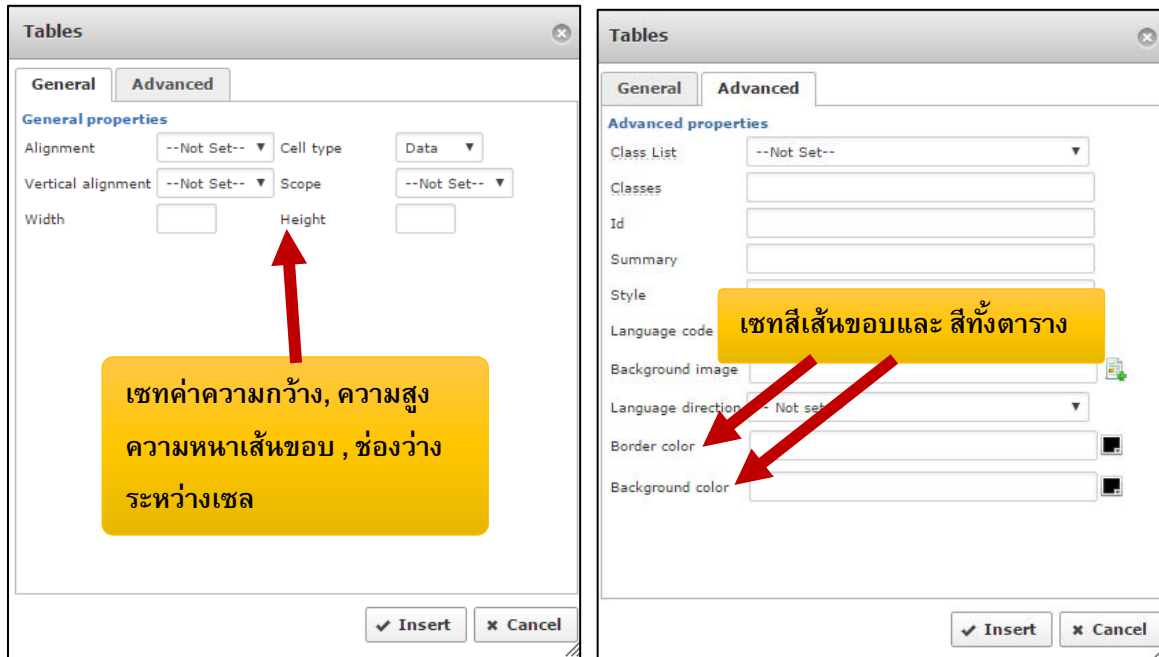 Tables
General Advanced
General properties
Alignment --Not Set-- Cell type Data
Vertical alignment --Not Set-- Scope --Not Set--
Width Height
เซทค่าความกว้าง, ความสูง
ความหนาเส้นขอบ , ช่องว่าง
ระหว่างเซล
Insert Cancel
Tables
General Advanced
Advanced properties
Class List --Not Set--
Classes
Id
Summary
Style
เซทสีเส้นขอบและ สีทั้งตาราง
Language code
Background image
Language direction - Not set
Border color
Background color
Insert Cancel